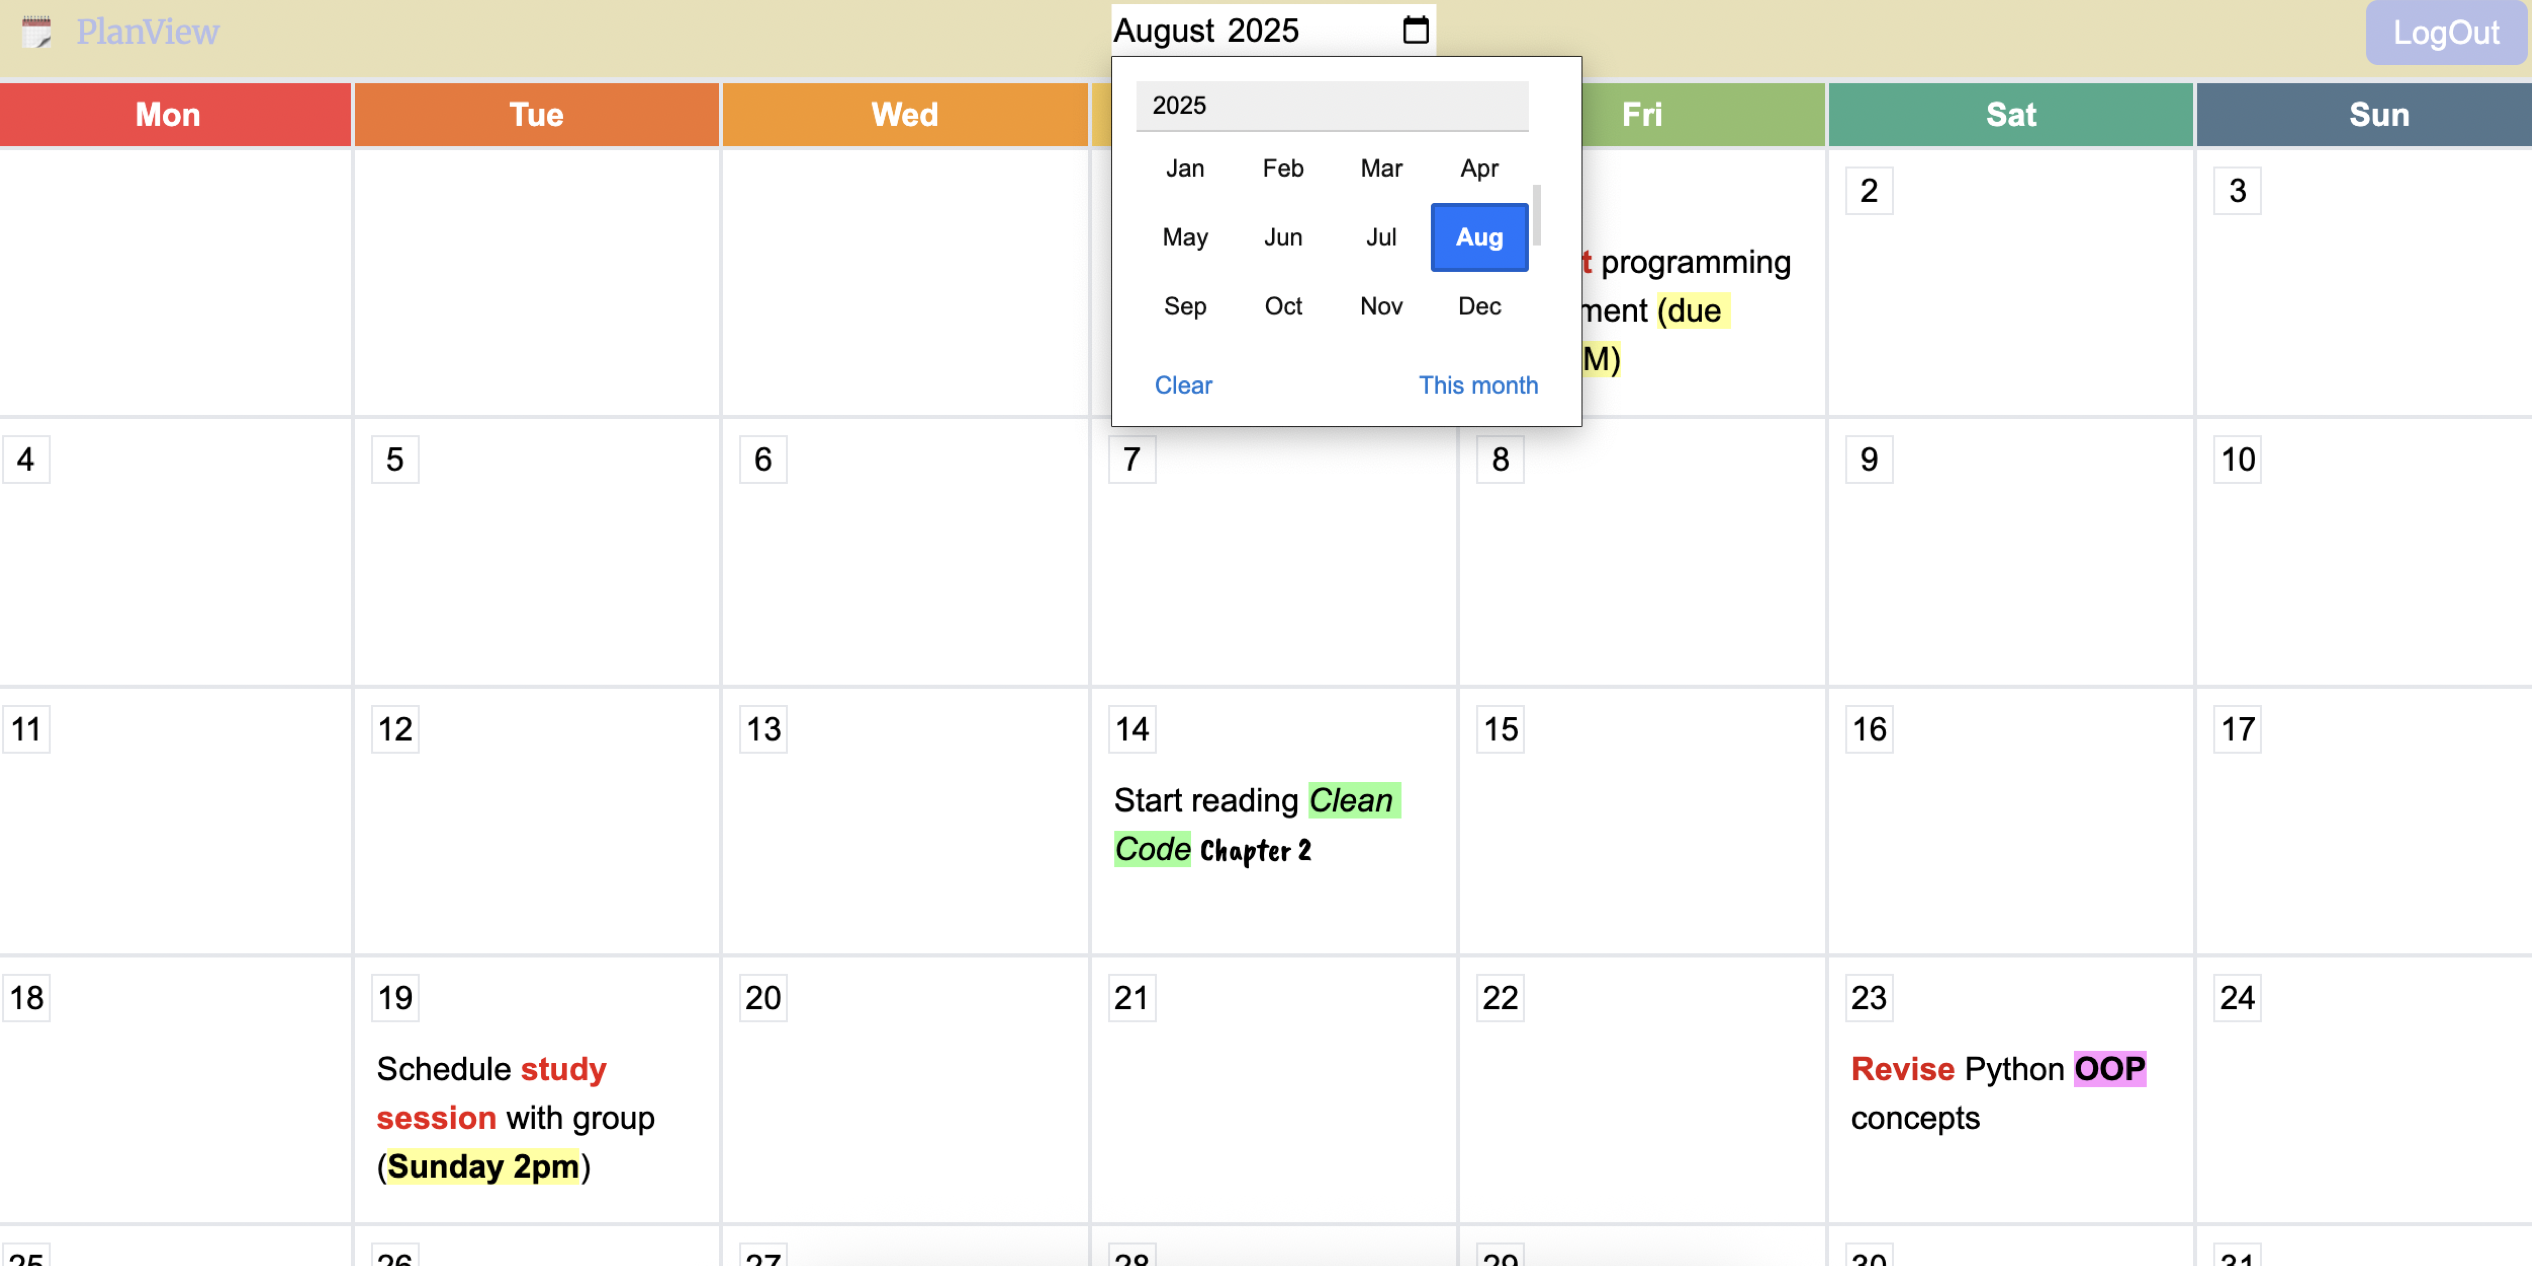 PlanView
August 2025
LogOut
Mon Tue Wed Fri Sat Sun
2025
Jan Feb Mar Apr
May Jun Jul Aug
Sep Oct Nov Dec
Clear This month
2 3
t programming
ment (due
M)
4 5 6 7 8 9 10
11 12 13 14 15 16 17
Start reading Clean
Code Chapter 2
18 19 20 21 22 23 24
Schedule study
session with group
(Sunday 2pm)
Revise Python OOP
concepts
25 26 27 28 29 30 31